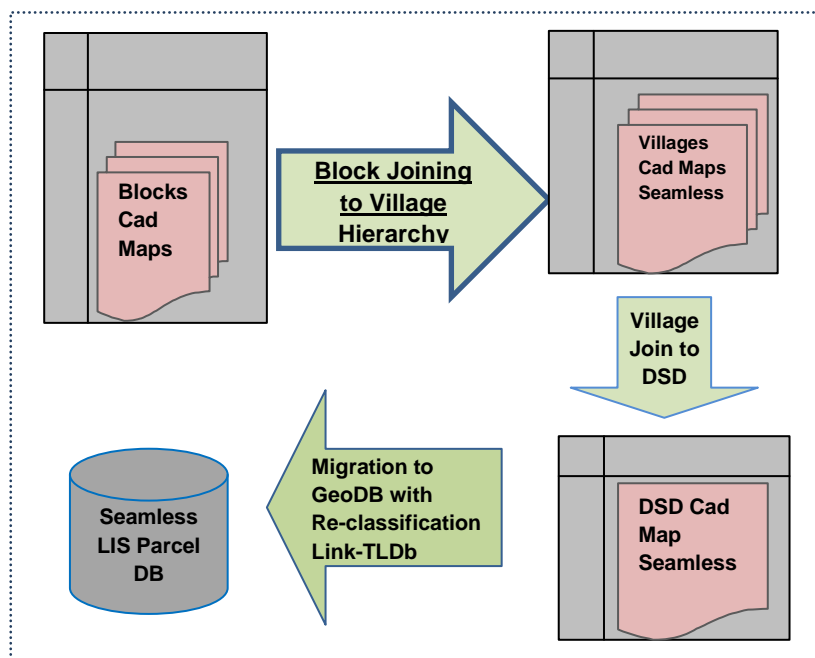 Blocks
Cad
Maps
Block Joining
to Village
Hierarchy
Villages
Cad Maps
Seamless
Village
Join to
DSD
DSD Cad
Map
Seamless
Migration to
GeoDB with
Re-classification
Link-TLDb
Seamless
LIS Parcel
DB